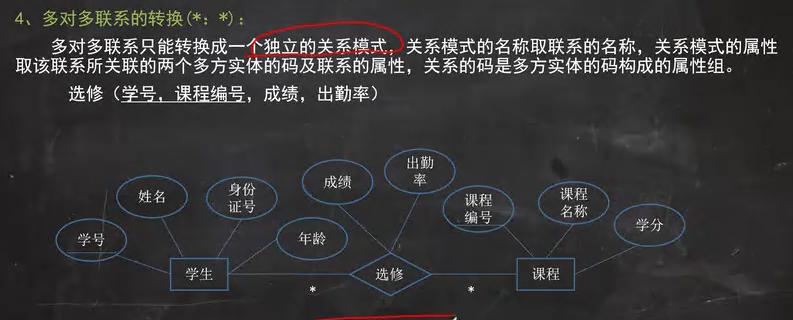 4、多对多联系的转换(*：*)：
多对多联系只能转换成一个独立的关系模式，关系模式的名称取联系的名称，关系模式的属性
取该联系所关联的两个多方实体的码及联系的属性，关系的码是多方实体的码构成的属性组。
选修（学号，课程编号，成绩，出勤率）
出勤
率
姓名
身份
证号
成绩
课程
编号
课程
名称
学号
年龄
学分
学生
选修
课程
*
*